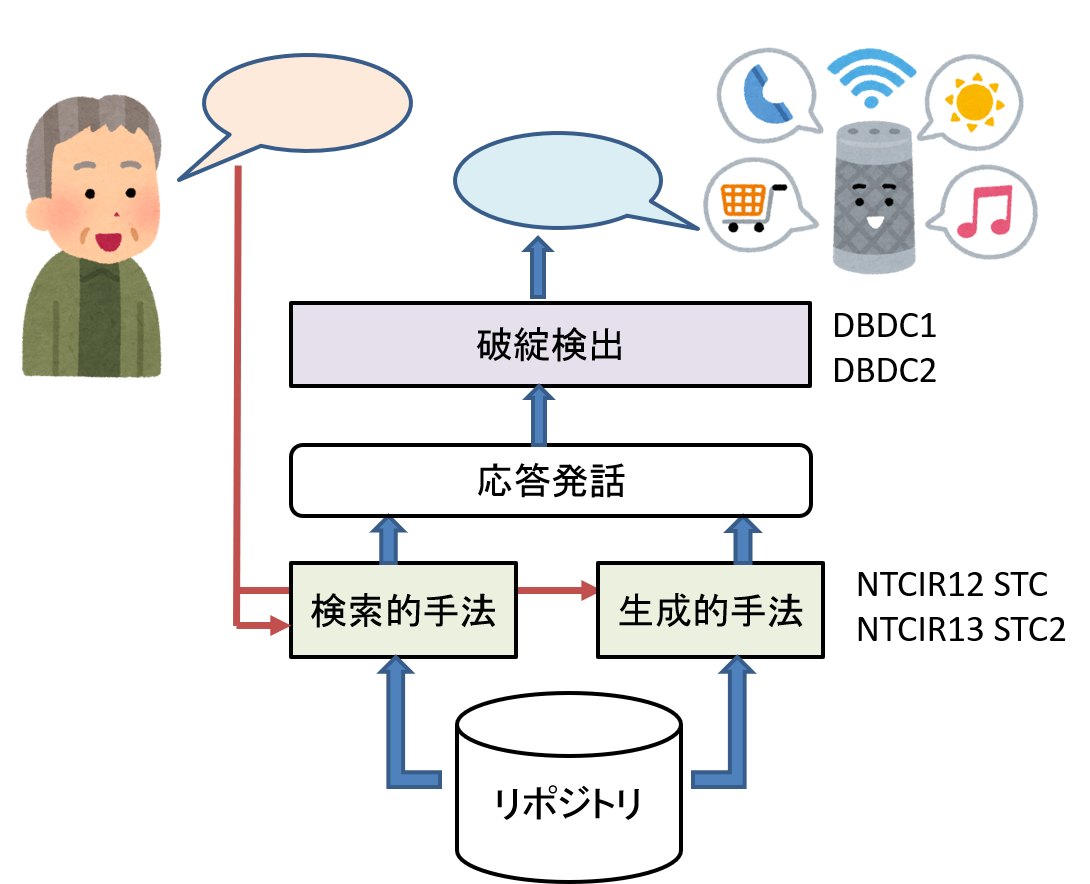 破綻検出
DBDC1
DBDC2
応答発話
検索的手法
生成的手法
NTCIR12 STC
NTCIR13 STC2
リポジトリ